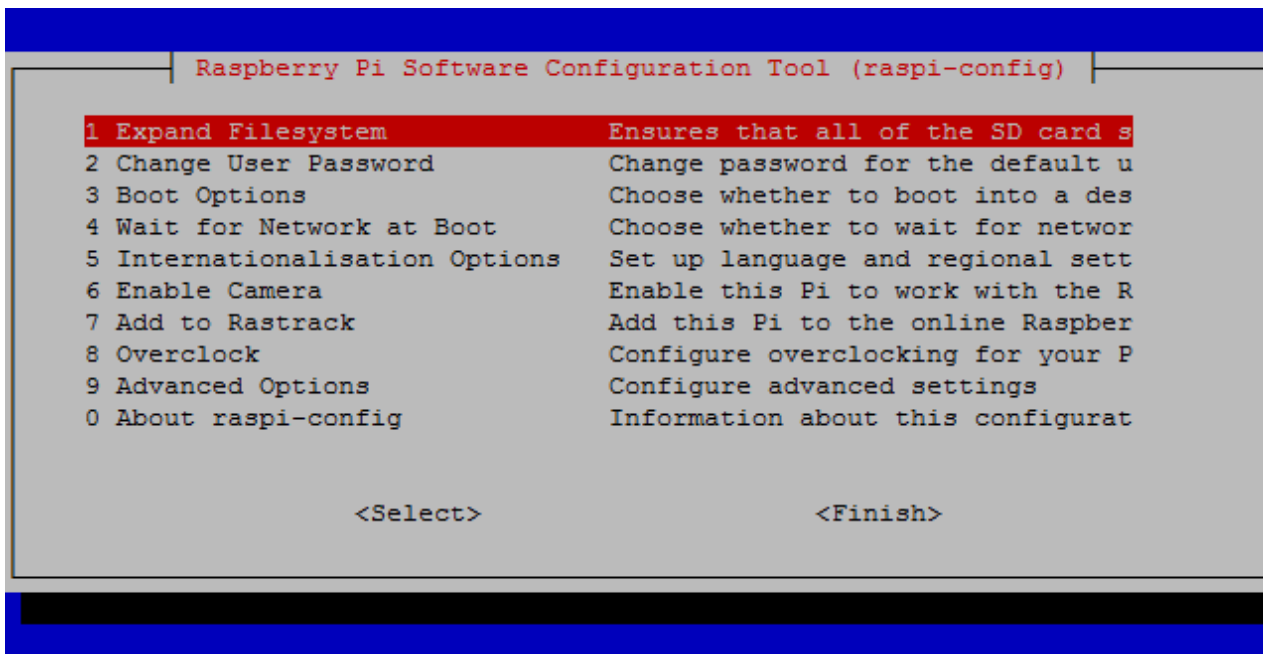 Raspberry Pi Software Configuration Tool (raspi-config)
1 Expand Filesystem Ensures that all of the SD card s
2 Change User Password Change password for the default u
3 Boot Options Choose whether to boot into a des
4 Wait for Network at Boot Choose whether to wait for networ
5 Internationalisation Options Set up language and regional sett
6 Enable Camera Enable this Pi to work with the R
7 Add to Rastrack Add this Pi to the online Raspber
8 Overclock Configure overclocking for your P
9 Advanced Options Configure advanced settings
0 About raspi-config Information about this configurat
<Select> <Finish>